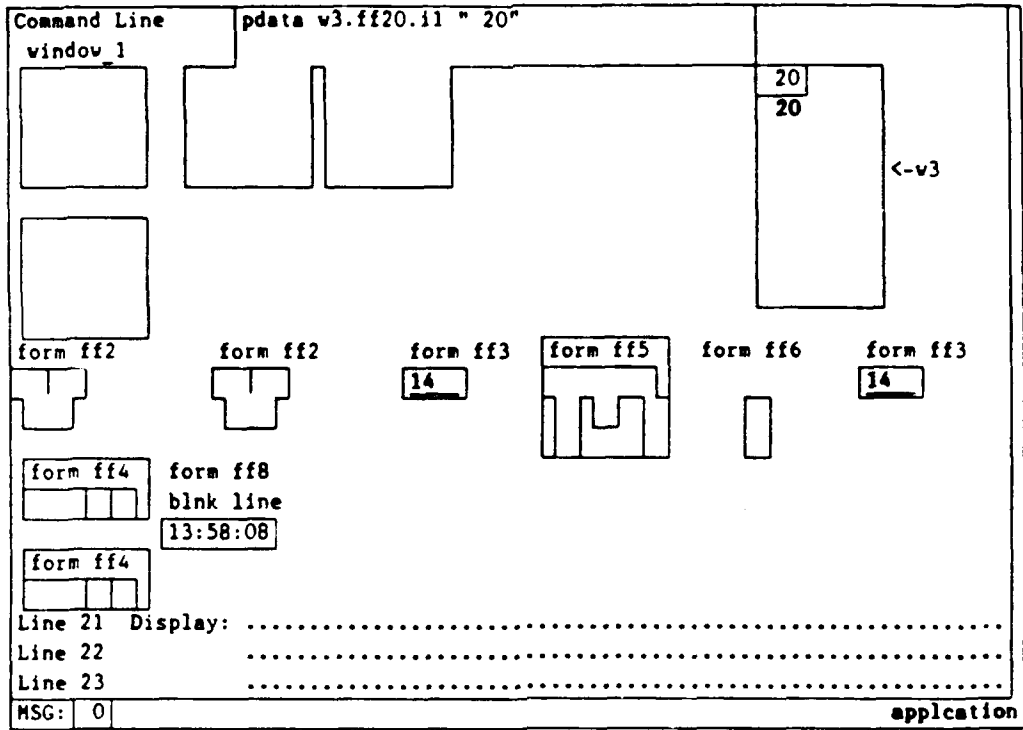 Command Line pdata w3.ff20.i1 " 20"
window_1
20
20
<-w3
form ff2 form ff2 form ff3 form ff5 form ff6 form ff3
14 14
form ff4 form ff8
blnk line
13:58:08
form ff4
Line 21 Display: ............................................................
Line 22 ............................................................
Line 23 ............................................................
MSG: 0 applcation